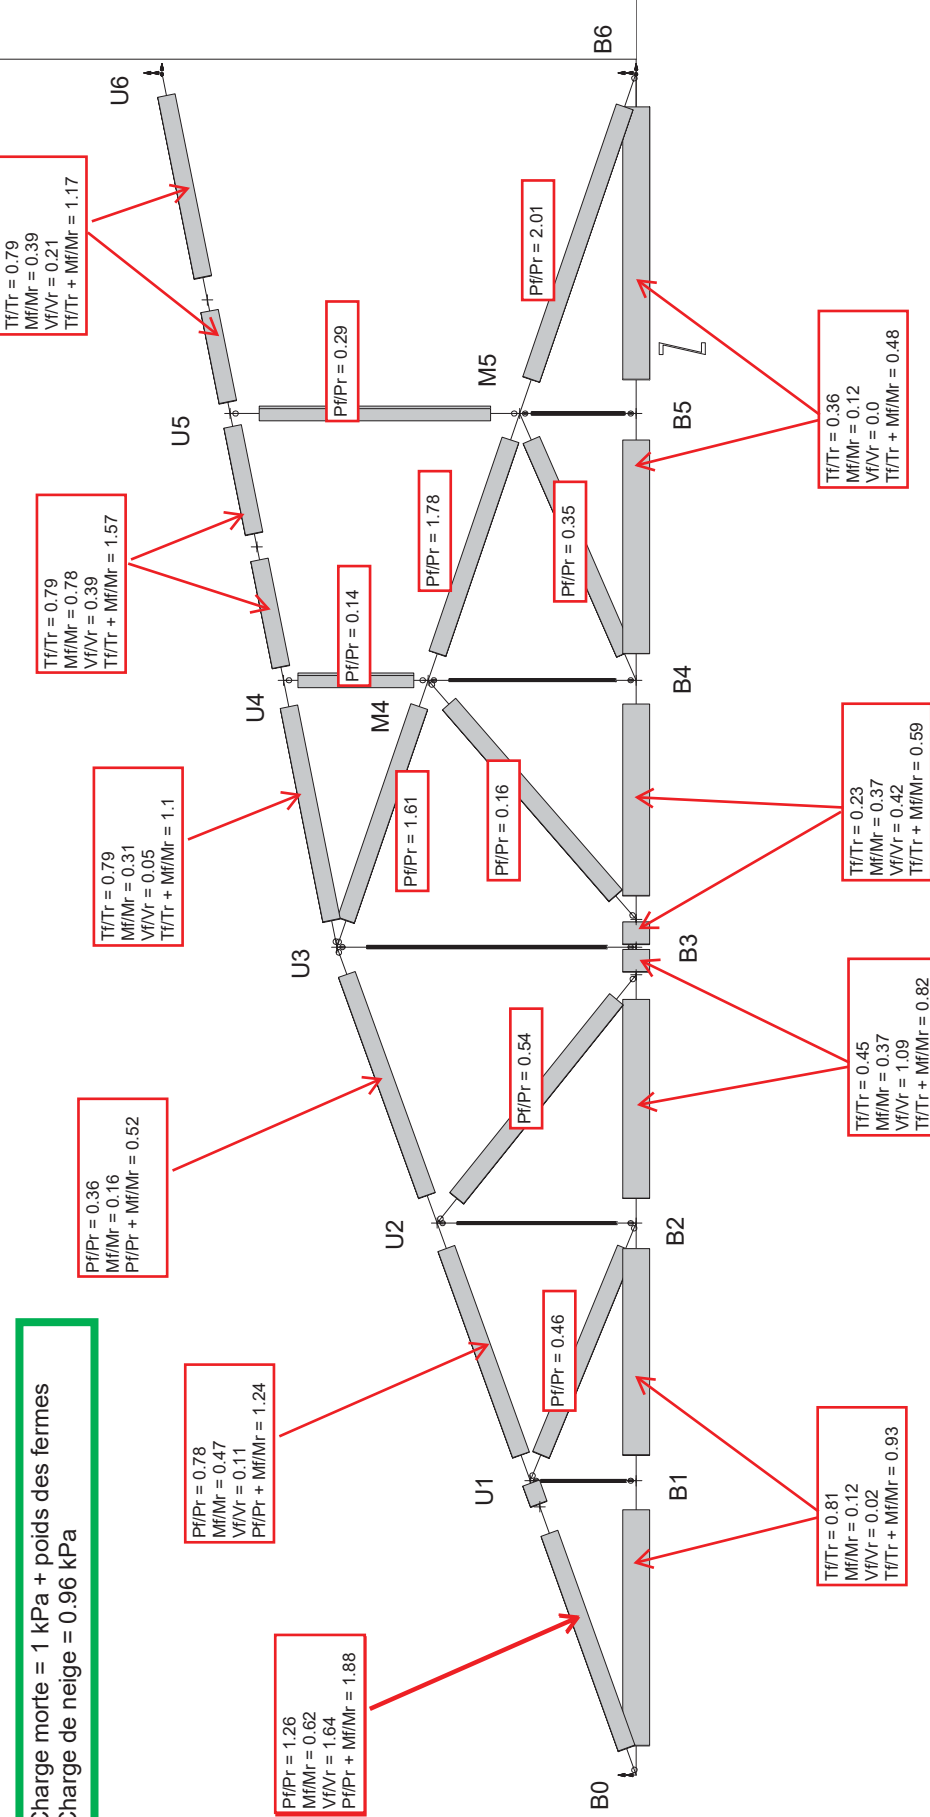 Charge morte = 1 kPa + poids des fermes
Charge de neige = 0.96 kPa
Pf/Pr = 1.26
Mf/Mr = 0.62
Vf/Vr = 1.64
Pf/Pr + Mf/Mr = 1.88
Pf/Pr = 0.78
Mf/Mr = 0.47
Vf/Vr = 0.11
Pf/Pr + Mf/Mr = 1.24
Pf/Pr = 0.36
Mf/Mr = 0.16
Pf/Pr + Mf/Mr = 0.52
Tf/Tr = 0.79
Mf/Mr = 0.31
Vf/Vr = 0.05
Tf/Tr + Mf/Mr = 1.1
Tf/Tr = 0.79
Mf/Mr = 0.78
Vf/Vr = 0.39
Tf/Tr + Mf/Mr = 1.57
Tf/Tr = 0.79
Mf/Mr = 0.39
Vf/Vr = 0.21
Tf/Tr + Mf/Mr = 1.17
U1
U2
U3
U4
U5
U6
M4
M5
Pf/Pr = 0.46
Pf/Pr = 0.54
Pf/Pr = 1.61
Pf/Pr = 0.16
Pf/Pr = 0.14
Pf/Pr = 1.78
Pf/Pr = 0.35
Pf/Pr = 0.29
Pf/Pr = 2.01
B0
B1
B2
B3
B4
B5
B6
Tf/Tr = 0.81
Mf/Mr = 0.12
Vf/Vr = 0.02
Tf/Tr + Mf/Mr = 0.93
Tf/Tr = 0.45
Mf/Mr = 0.37
Vf/Vr = 1.09
Tf/Tr + Mf/Mr = 0.82
Tf/Tr = 0.23
Mf/Mr = 0.37
Vf/Vr = 0.42
Tf/Tr + Mf/Mr = 0.59
Tf/Tr = 0.36
Mf/Mr = 0.12
Vf/Vr = 0.0
Tf/Tr + Mf/Mr = 0.48